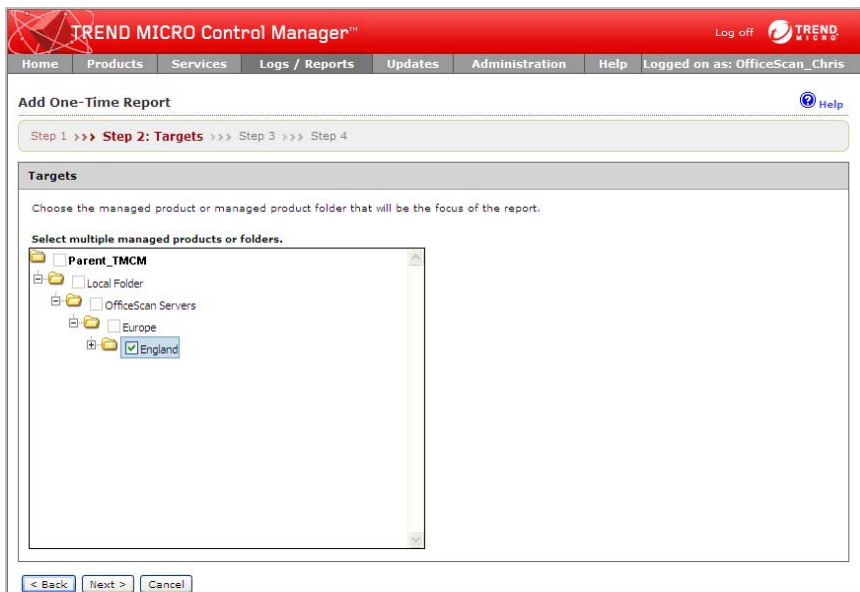 TREND MICRO Control Manager™
Log off
TREND MICRO
Home Products Services Logs / Reports Updates Administration Help Logged on as: OfficeScan_Chris
Add One-Time Report
Help
Step 1 >>> Step 2: Targets >>> Step 3 >>> Step 4
Targets
Choose the managed product or managed product folder that will be the focus of the report.
Select multiple managed products or folders.
Parent_TMCM
Local Folder
OfficeScan Servers
Europe
England
< Back Next > Cancel